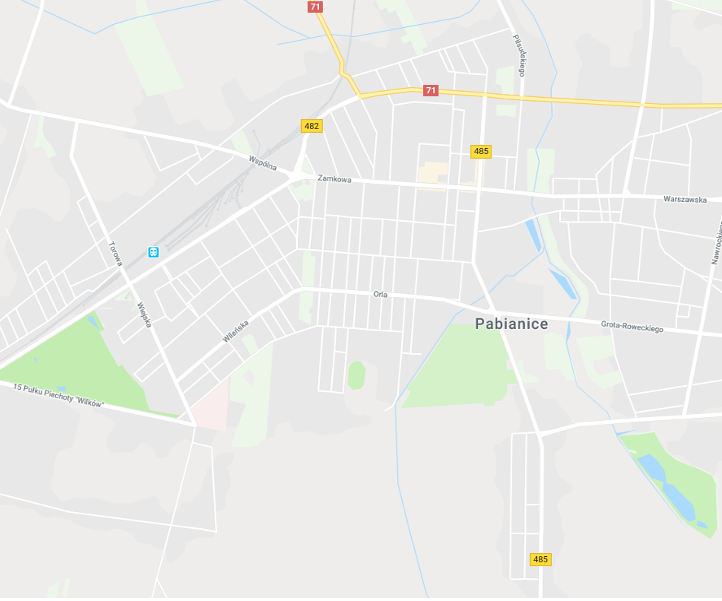 71
Piłsudskiego
71
482
485
Wspólna
Zamkowa
Warszawska
Nawrockiego
Torowa
Orla
Wiejska
Wileńska
Pabianice
Grota-Roweckiego
15 Pułku Piechoty "Wilków"
485